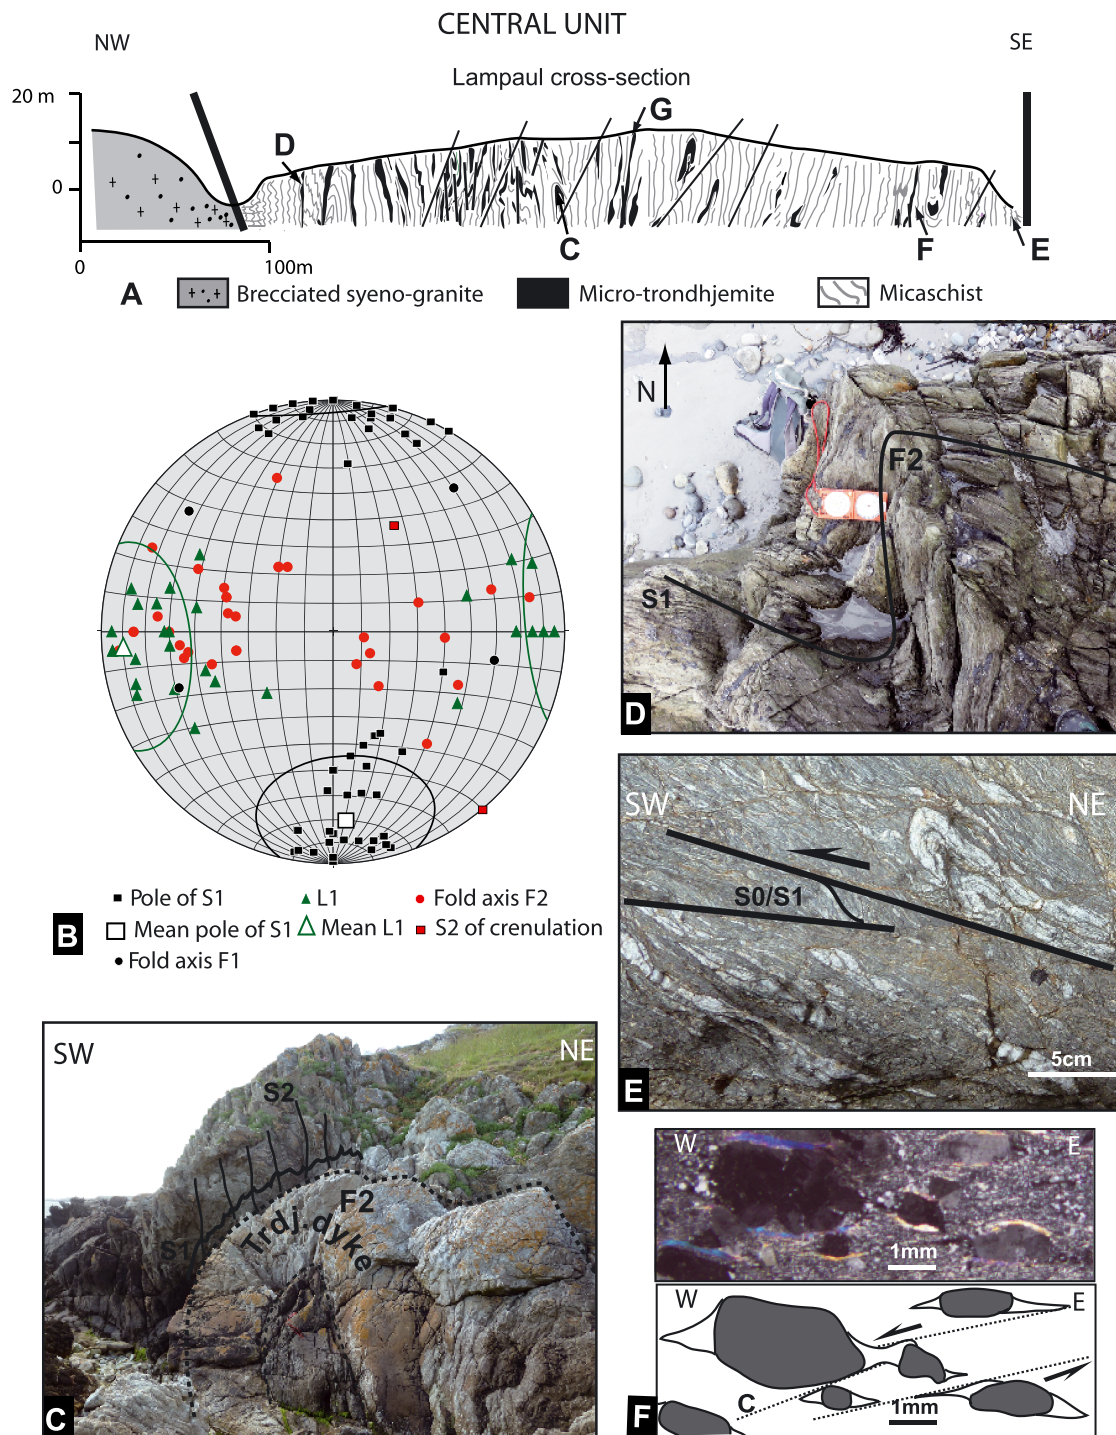 CENTRAL UNIT
NW
SE
Lampaul cross-section
20 m
0
D
G
C
F
E
0
100m
A
Brecciated syeno-granite
Micro-trondhjemite
Micaschist
N
F2
S1
D
SW
NE
S0/S1
5cm
E
Pole of S1
L1
Fold axis F2
Mean pole of S1
Mean L1
S2 of crenulation
Fold axis F1
B
SW
NE
S2
S1
F2
Trdj dyke
C
W
E
1mm
W
E
C
1mm
F